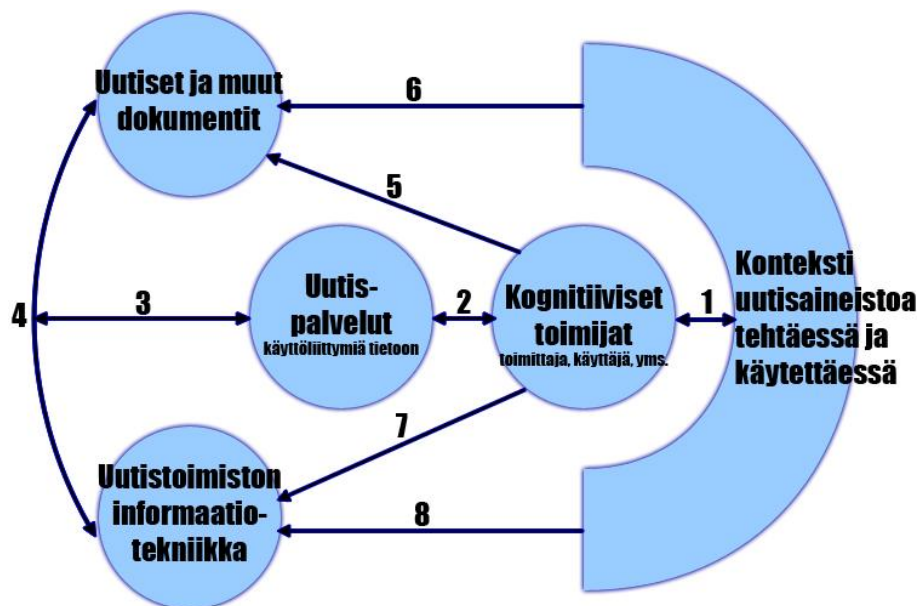 Uutiset ja muut
dokumentit
6
5
Uutis-
palvelut
käyttöliittymiä tietoon
Kognitiiviset
toimijat
toimittaja, käyttäjä, yms.
Konteksti
uutisaineistoa
tehtäessä ja
käytettäessä
4
3
2
1
7
Uutistoimiston
informaatio-
tekniikka
8